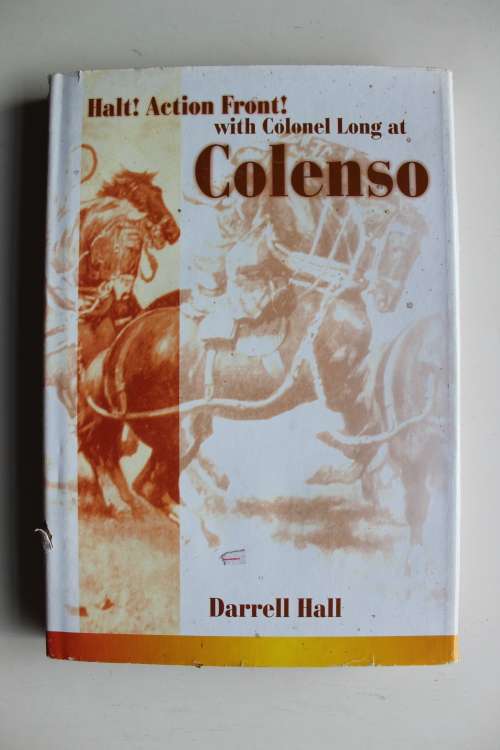 Halt! Action Front!
with Colonel Long at
Colenso
Darrell Hall